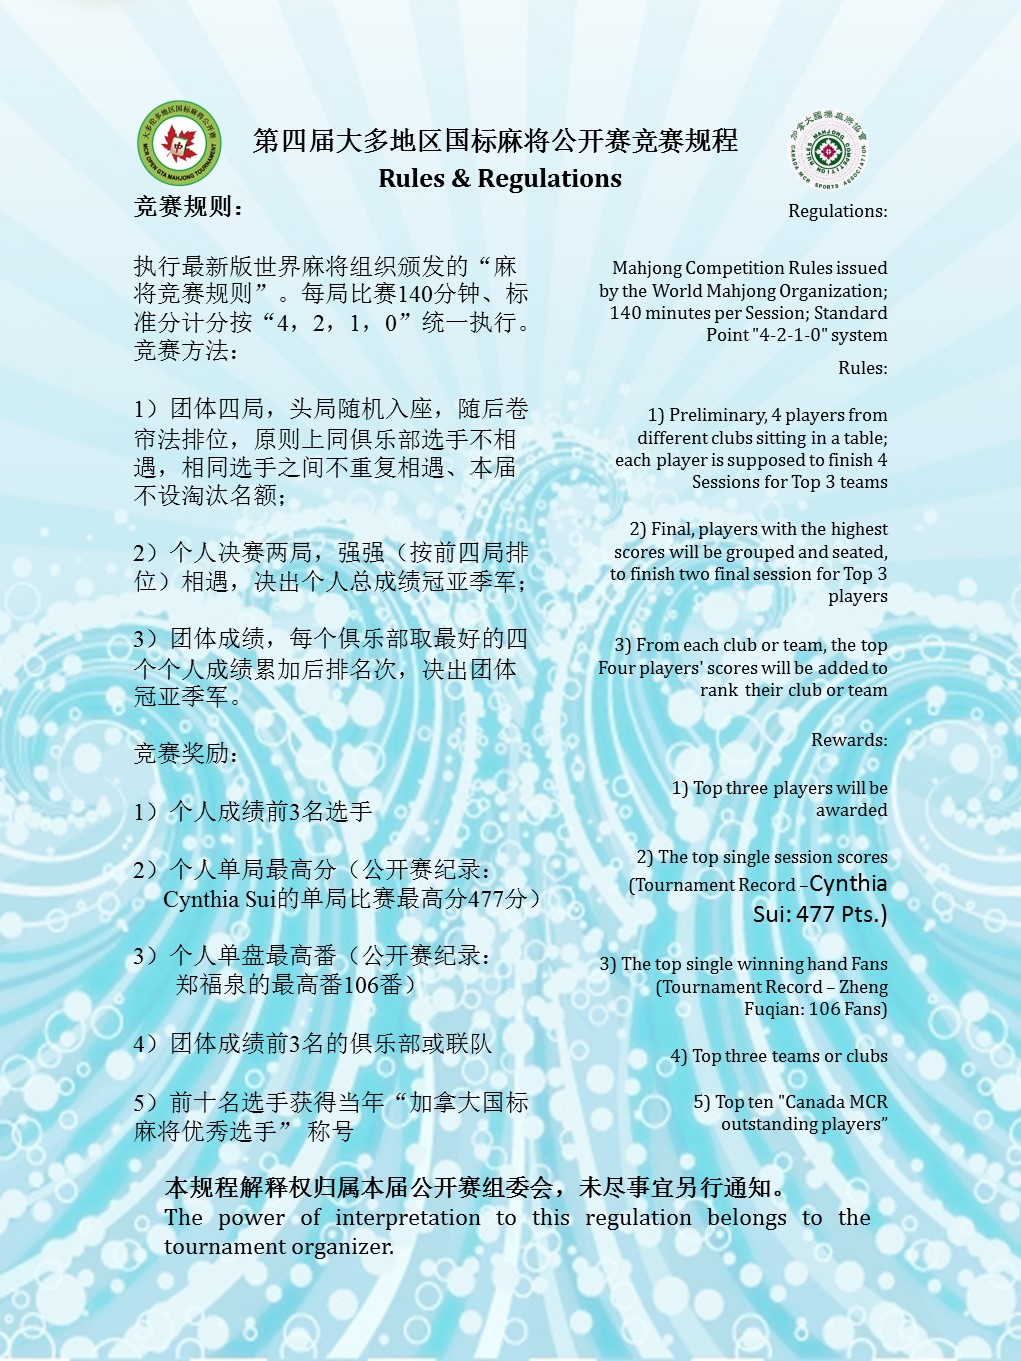 第四届大多地区国标麻将公开赛竞赛规程
Rules & Regulations
大多伦多地区国标麻将公开赛
MCR OPEN GTA MAHJONG TOURNAMENT
中
加拿大國標麻將協會
CANADA MCR SPORTS ASSOCIATION
MAHJONG COMPETITION RULES
竞赛规则：
执行最新版世界麻将组织颁发的“麻
将竞赛规则”。每局比赛140分钟、标
准分计分按“4，2，1，0”统一执行。
竞赛方法：
1）团体四局，头局随机入座，随后卷
帘法排位，原则上同俱乐部选手不相
遇，相同选手之间不重复相遇、本届
不设淘汰名额；
2）个人决赛两局，强强（按前四局排
位）相遇，决出个人总成绩冠亚季军；
3）团体成绩，每个俱乐部取最好的四
个个人成绩累加后排名次，决出团体
冠亚季军。
竞赛奖励：
1）个人成绩前3名选手
2）个人单局最高分（公开赛纪录：
Cynthia Sui的单局比赛最高分477分）
3）个人单盘最高番（公开赛纪录：
郑福泉的最高番106番）
4）团体成绩前3名的俱乐部或联队
5）前十名选手获得当年“加拿大国标
麻将优秀选手” 称号
Regulations:
Mahjong Competition Rules issued
by the World Mahjong Organization;
140 minutes per Session; Standard
Point "4-2-1-0" system
Rules:
1) Preliminary, 4 players from
different clubs sitting in a table;
each player is supposed to finish 4
Sessions for Top 3 teams
2) Final, players with the highest
scores will be grouped and seated,
to finish two final session for Top 3
players
3) From each club or team, the top
Four players' scores will be added to
rank their club or team
Rewards:
1) Top three players will be
awarded
2) The top single session scores
(Tournament Record –Cynthia
Sui: 477 Pts.)
3) The top single winning hand Fans
(Tournament Record – Zheng
Fuqian: 106 Fans)
4) Top three teams or clubs
5) Top ten "Canada MCR
outstanding players”
本规程解释权归属本届公开赛组委会，未尽事宜另行通知。
The power of interpretation to this regulation belongs to the
tournament organizer.